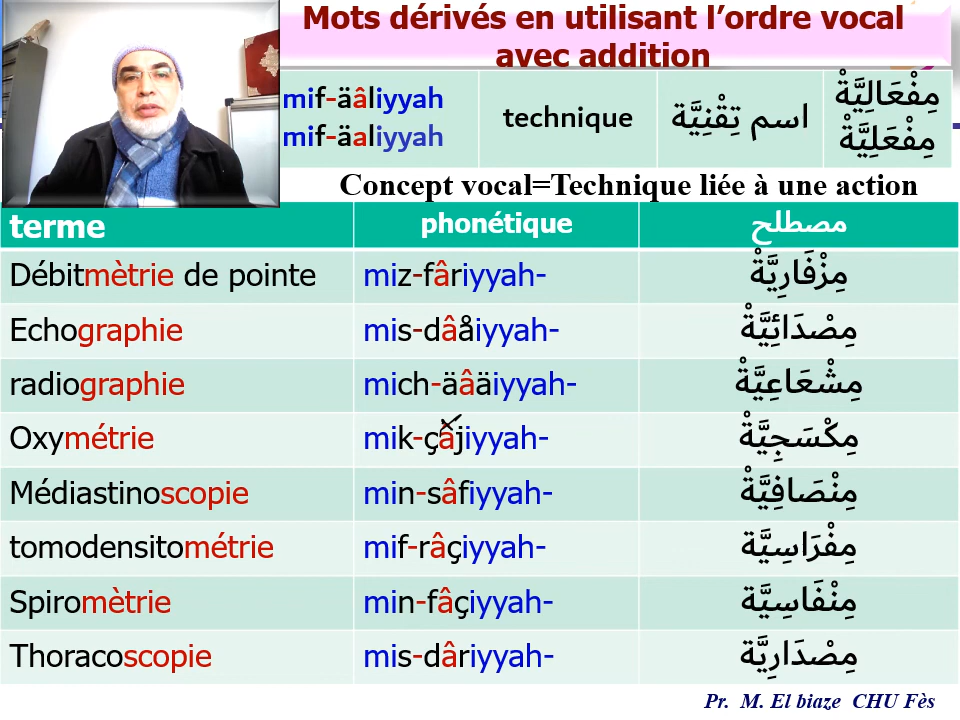 Mots dérivés en utilisant l’ordre vocal
avec addition
mif-äâliyyah technique اسم تِقْنِيَّة مِفْعَالِيَّةْ
mif-äaliyyah مِفْعَلِيَّةْ
Concept vocal=Technique liée à une action
terme phonétique مصطلح
Débitmètrie de pointe miz-fâriyyah- مِزْفَارِيَّةْ
Echographie mis-dâåiyyah- مِصْدَائِيَّةْ
radiographie mich-äâäiyyah- مِشْعَاعِيَّةْ
Oxymétrie mik-çâjiyyah- مِكْسَجِيَّةْ
Médiastinoscopie min-sâfiyyah- مِنْصَافِيَّةْ
tomodensitométrie mif-râçiyyah- مِفْرَاسِيَّة
Spiromètrie min-fâçiyyah- مِنْفَاسِيَّة
Thoracoscopie mis-dâriyyah- مِصْدَارِيَّة
Pr. M. El biaze CHU Fès